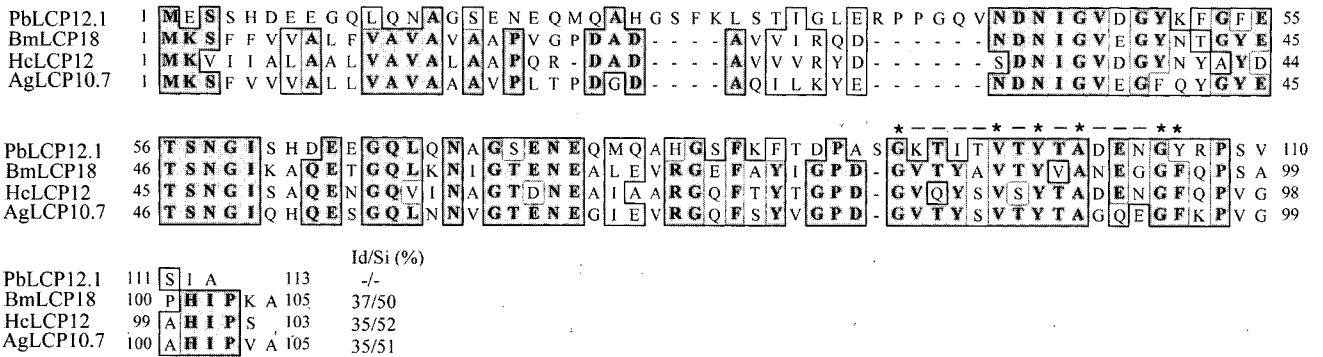 * - - - - * - * - * - - - * *
PbLCP12.1 1 M E S S H D E E G Q L Q N A G S E N E Q M Q A H G S F K L S T I G L E R P P G Q V N D N I G V D G Y K F G F E 55
BmLCP18 1 M K S F F V V A L F V A V A V A A P V G P D A D - - - - A V V I R Q D - - - - - - N D N I G V E G Y N T G Y E 45
HcLCP12 1 M K V I I A L A A L V A V A L A A P Q R - D A D - - - - A V V V R Y D - - - - - - S D N I G V D G Y N Y A Y D 44
AgLCP10.7 1 M K S F V V V A L L V A V A A A V P L T P D G D - - - - A Q I L K Y E - - - - - - N D N I G V E G F Q Y G Y E 45
PbLCP12.1 56 T S N G I S H D E E G Q L Q N A G S E N E Q M Q A H G S F K F T D P A S G K T I T V T Y T A D E N G Y R P S V 110
BmLCP18 46 T S N G I K A Q E T G Q L K N I G T E N E A L E V R G E F A Y I G P D - G V T Y A V T Y V A N E G G F Q P S A 99
HcLCP12 45 T S N G I S A Q E N G Q V I N A G T D N E A I A A R G Q F T Y T G P D - G V Q Y S V S Y T A D E N G F Q P V G 98
AgLCP10.7 46 T S N G I Q H Q E S G Q L N N V G T E N E G I E V R G Q F S Y V G P D - G V T Y S V T Y T A G Q E G F K P V G 99
Id/Si (%)
PbLCP12.1 111 S I A 113 -/-
BmLCP18 100 P H I P K A 105 37/50
HcLCP12 99 A H I P S 103 35/52
AgLCP10.7 100 A H I P V A 105 35/51